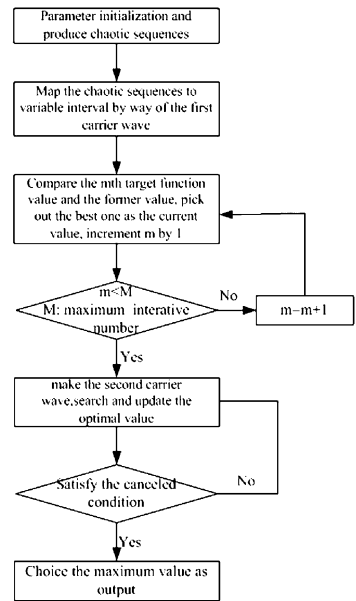 Parameter initialization and
produce chaotic sequences
Map the chaotic sequences to
variable interval by way of the first
carrier wave
Compare the mth target function
value and the former value, pick
out the best one as the current
value, increment m by 1
m<M
M: maximum interative
number
No
m=m+1
Yes
make the second carrier
wave,search and update the
optimal value
Satisfy the canceled
condition
No
Yes
Choice the maximum value as
output